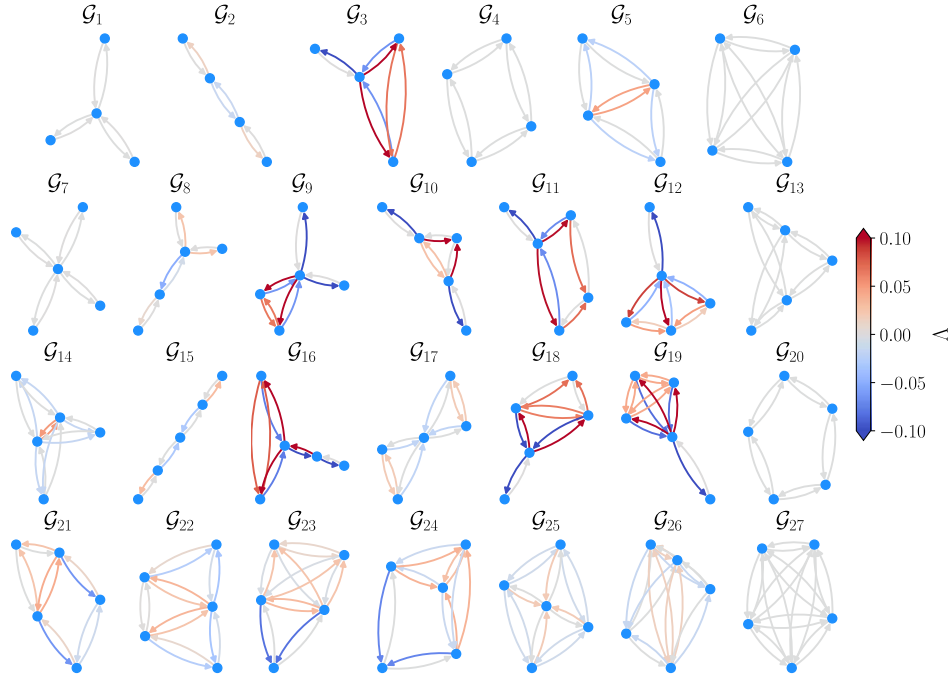 𝒢₁ 𝒢₂ 𝒢₃ 𝒢₄ 𝒢₅ 𝒢₆
𝒢₇ 𝒢₈ 𝒢₉ 𝒢₁₀ 𝒢₁₁ 𝒢₁₂ 𝒢₁₃
0.10
0.05
0.00
−0.05
−0.10
𝒢₁₄ 𝒢₁₅ 𝒢₁₆ 𝒢₁₇ 𝒢₁₈ 𝒢₁₉ 𝒢₂₀
𝒢₂₁ 𝒢₂₂ 𝒢₂₃ 𝒢₂₄ 𝒢₂₅ 𝒢₂₆ 𝒢₂₇